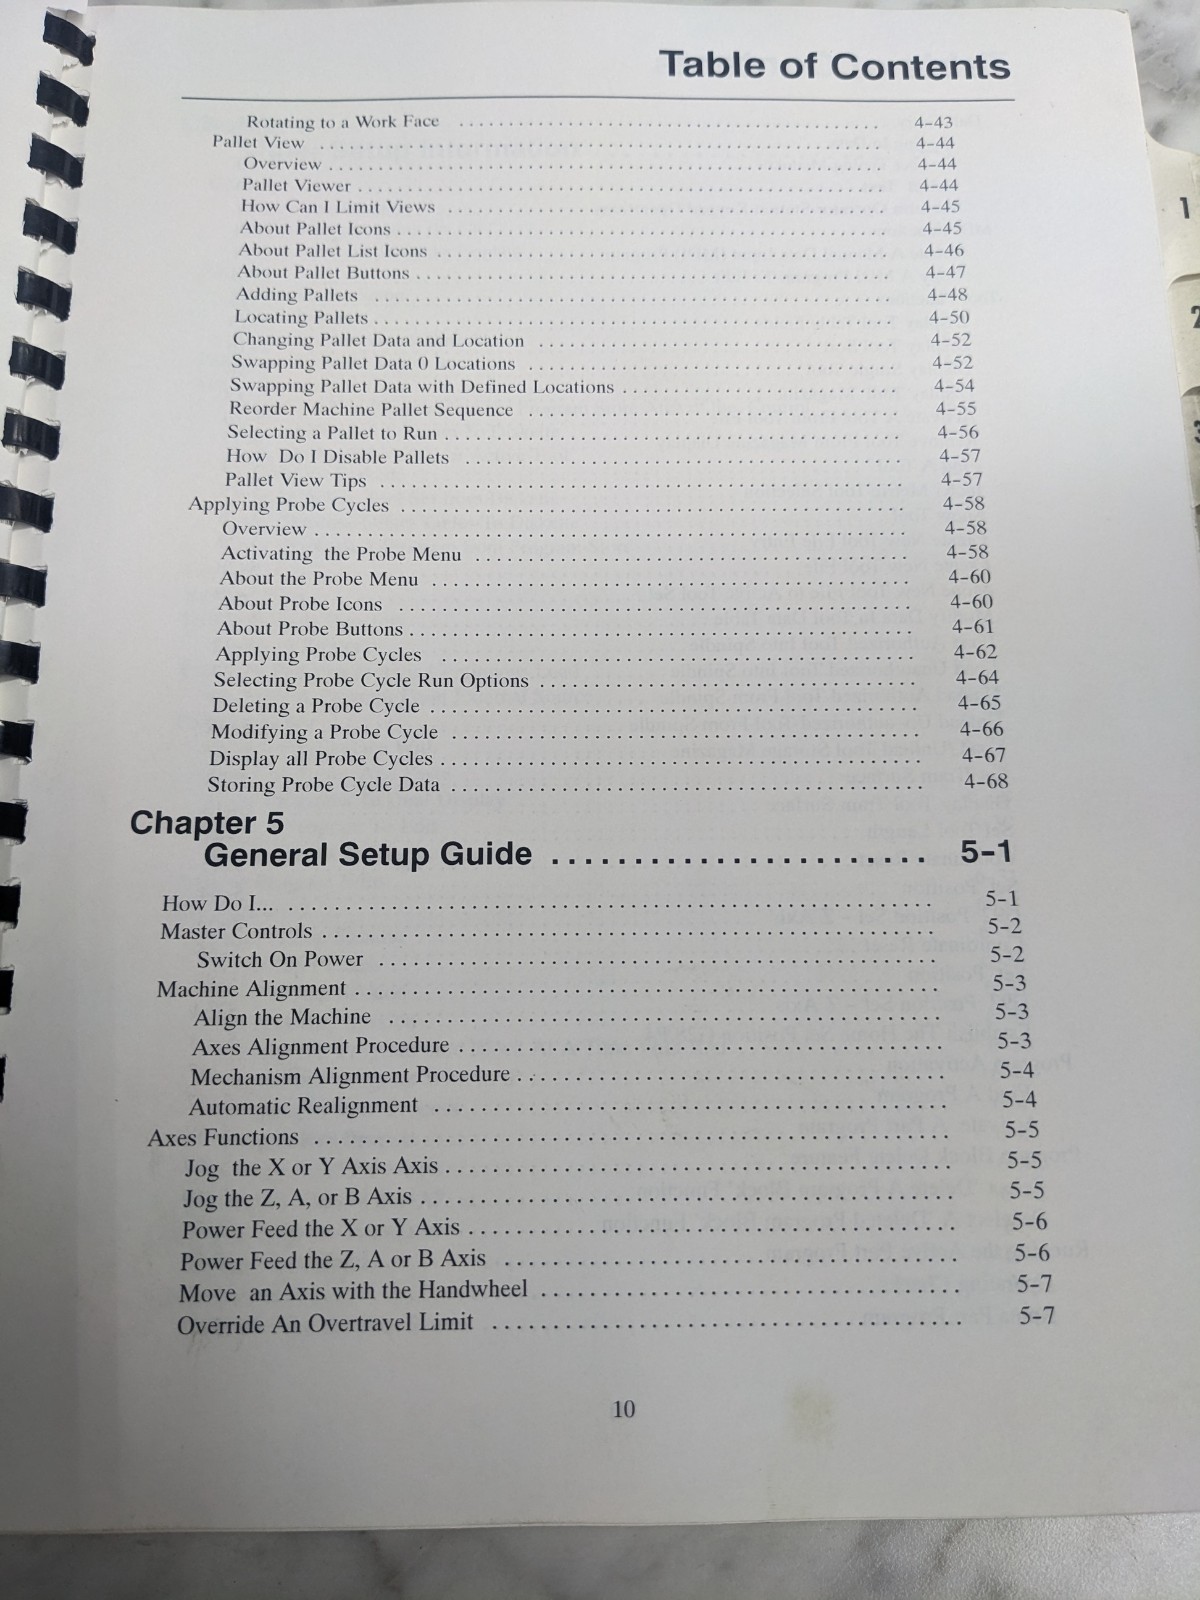 Table of Contents
Rotating to a Work Face ........................................ 4-43
Pallet View ........................................ 4-44
Overview ........................................ 4-44
Pallet Viewer ........................................ 4-44
How Can I Limit Views ........................................ 4-45
About Pallet Icons ........................................ 4-45
About Pallet List Icons ........................................ 4-46
About Pallet Buttons ........................................ 4-47
Adding Pallets ........................................ 4-48
Locating Pallets ........................................ 4-50
Changing Pallet Data and Location ........................................ 4-52
Swapping Pallet Data 0 Locations ........................................ 4-52
Swapping Pallet Data with Defined Locations ........................................ 4-54
Reorder Machine Pallet Sequence ........................................ 4-55
Selecting a Pallet to Run ........................................ 4-56
How Do I Disable Pallets ........................................ 4-57
Pallet View Tips ........................................ 4-57
Applying Probe Cycles ........................................ 4-58
Overview ........................................ 4-58
Activating the Probe Menu ........................................ 4-58
About the Probe Menu ........................................ 4-60
About Probe Icons ........................................ 4-60
About Probe Buttons ........................................ 4-61
Applying Probe Cycles ........................................ 4-62
Selecting Probe Cycle Run Options ........................................ 4-64
Deleting a Probe Cycle ........................................ 4-65
Modifying a Probe Cycle ........................................ 4-66
Display all Probe Cycles ........................................ 4-67
Storing Probe Cycle Data ........................................ 4-68
Chapter 5
General Setup Guide ........................ 5-1
How Do I... ........................................ 5-1
Master Controls ........................................ 5-2
Switch On Power ........................................ 5-2
Machine Alignment ........................................ 5-3
Align the Machine ........................................ 5-3
Axes Alignment Procedure ........................................ 5-3
Mechanism Alignment Procedure ........................................ 5-4
Automatic Realignment ........................................ 5-4
Axes Functions ........................................ 5-5
Jog the X or Y Axis Axis ........................................ 5-5
Jog the Z, A, or B Axis ........................................ 5-5
Power Feed the X or Y Axis ........................................ 5-6
Power Feed the Z, A or B Axis ........................................ 5-6
Move an Axis with the Handwheel ........................................ 5-7
Override An Overtravel Limit ........................................ 5-7
10
1
2
3